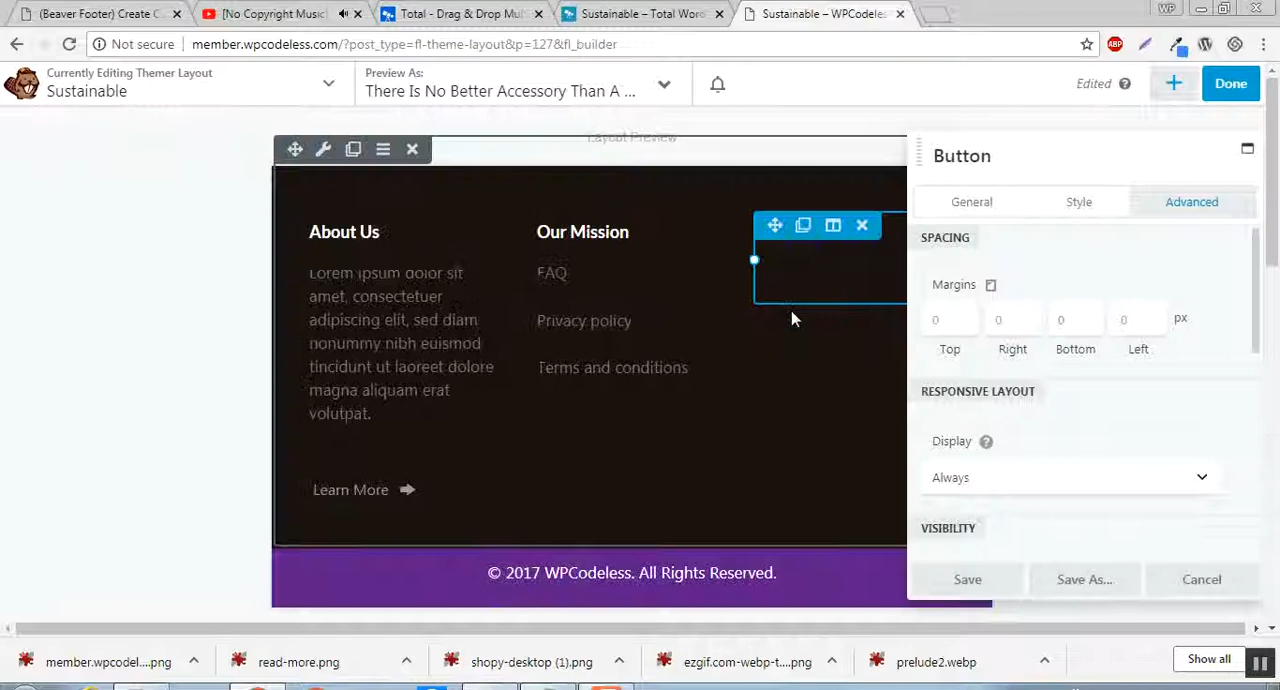 (Beaver Footer) Create C
[No Copyright Music]
Total - Drag & Drop Mul
Sustainable – Total Word
Sustainable – WPCodeles
WP
Not secure
member.wpcodeless.com/?post_type=fl-theme-layout&p=127&fl_builder
ABP
Currently Editing Themer Layout
Sustainable
Preview As:
There Is No Better Accessory Than A ...
Edited
Done
Layout Preview
Button
General
Style
Advanced
SPACING
Margins
0
0
0
0
px
Top
Right
Bottom
Left
RESPONSIVE LAYOUT
Display
Always
VISIBILITY
Save
Save As...
Cancel
About Us
Lorem ipsum dolor sit
amet, consectetuer
adipiscing elit, sed diam
nonummy nibh euismod
tincidunt ut laoreet dolore
magna aliquam erat
volutpat.
Learn More
Our Mission
FAQ
Privacy policy
Terms and conditions
© 2017 WPCodeless. All Rights Reserved.
member.wpcodel....png
read-more.png
shopy-desktop (1).png
ezgif.com-webp-t....png
prelude2.webp
Show all